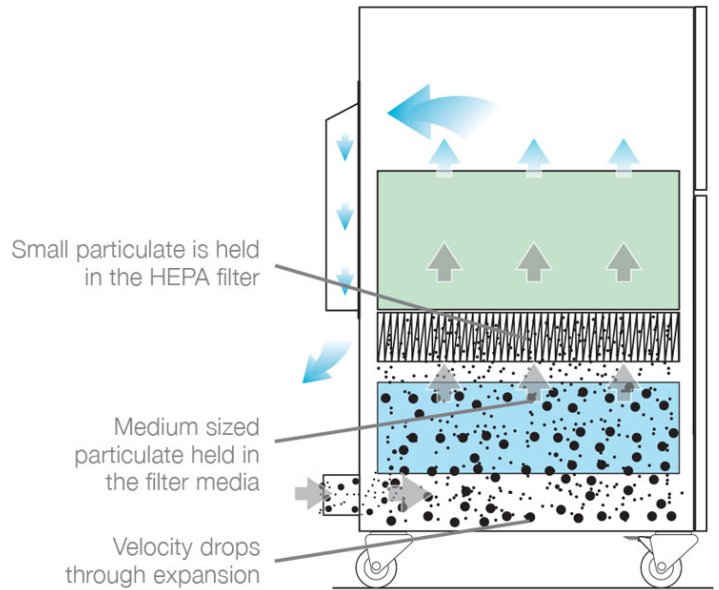 Small particulate is held
in the HEPA filter
Medium sized
particulate held in
the filter media
Velocity drops
through expansion